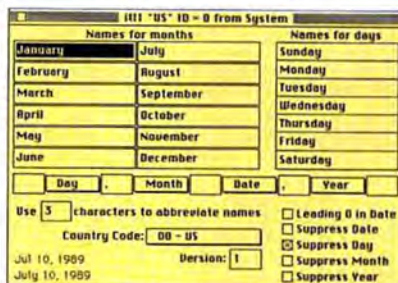 itl1 "US" ID = 0 from System
Names for months
Names for days
January
July
February
August
March
September
April
October
May
November
June
December
Sunday
Monday
Tuesday
Wednesday
Thursday
Friday
Saturday
Day , Month Date , Year
Use 3 characters to abbreviate names
Country Code: 00 - US
Version: 1
Leading 0 in Date
Suppress Date
Suppress Day
Suppress Month
Suppress Year
Jul 10, 1989
July 10, 1989